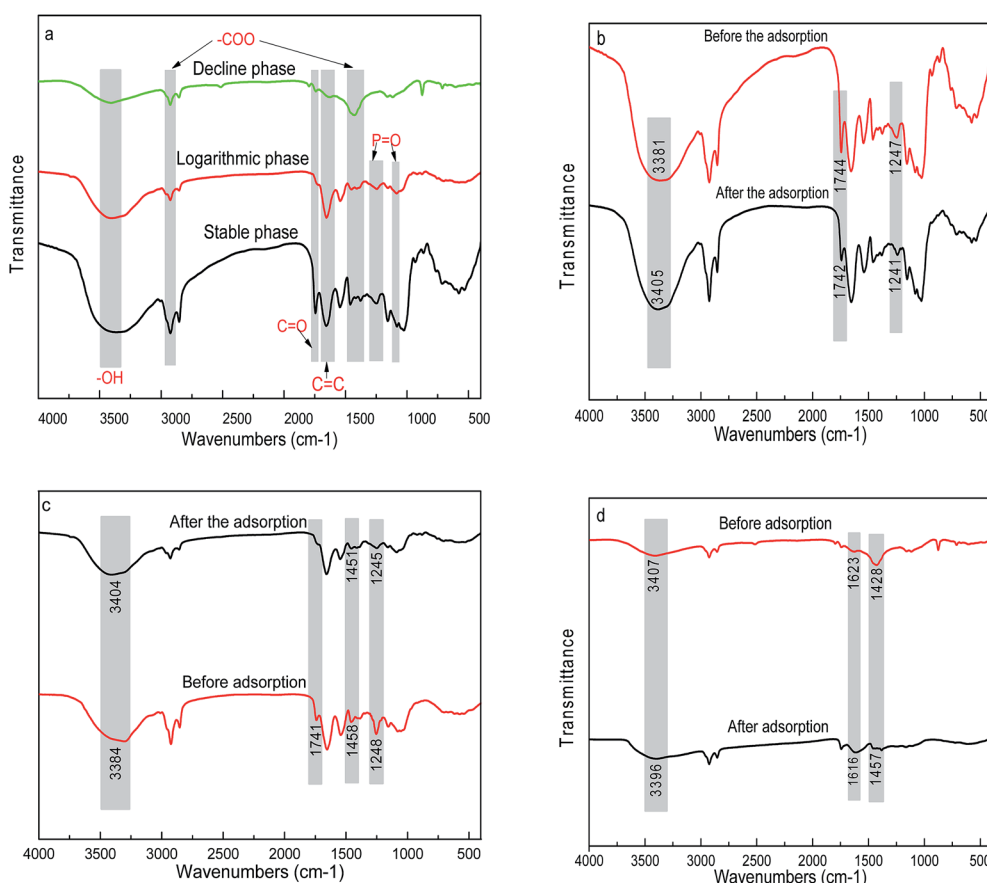 a
-COO
Decline phase
P=O
Logarithmic phase
Stable phase
C=O
C=C
-OH
Transmittance
4000 3500 3000 2500 2000 1500 1000 500
Wavenumbers (cm-1)
b
Before the adsorption
3381
1744
1247
After the adsorption
3405
1742
1241
Transmittance
4000 3500 3000 2500 2000 1500 1000 500
Wavenumbers (cm-1)
c
After the adsorption
3404
1451
1245
Before adsorption
3384
1741
1458
1248
Transmittance
4000 3500 3000 2500 2000 1500 1000 500
Wavenumbers (cm-1)
d
Before adsorption
3407
1623
1428
After adsorption
3396
1616
1457
Transmittance
4000 3500 3000 2500 2000 1500 1000 500
Wavenumbers (cm-1)